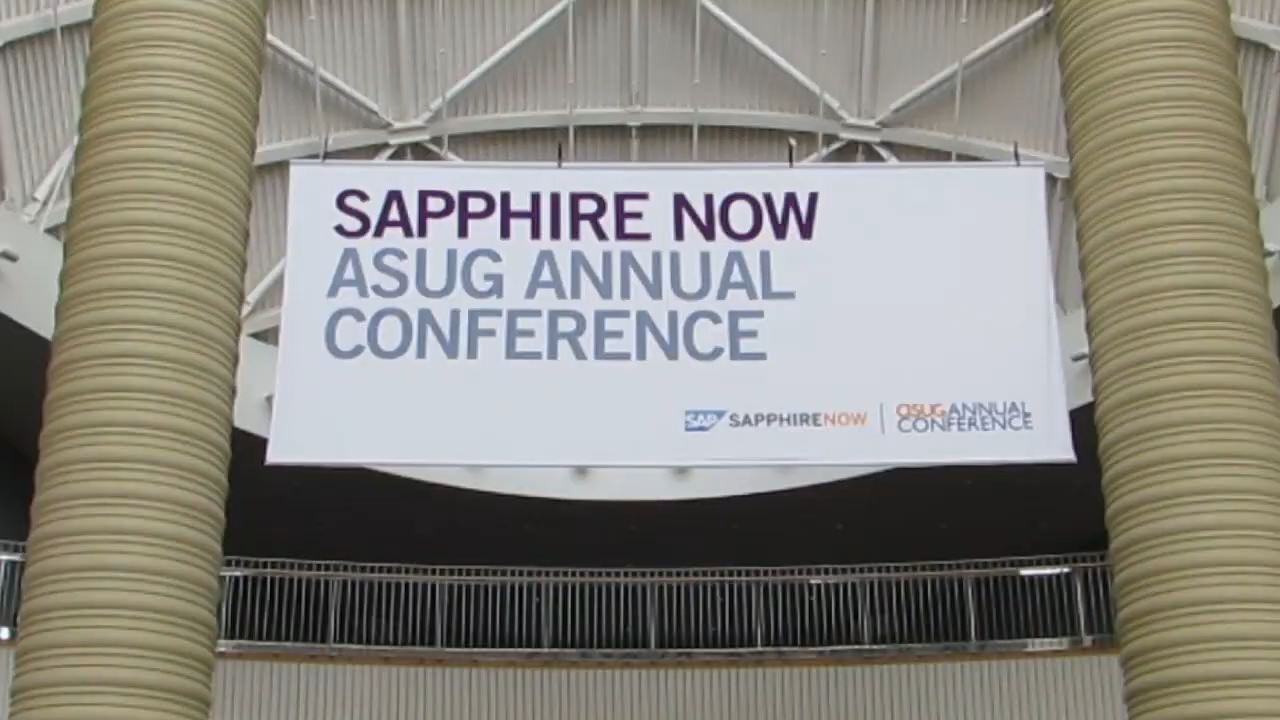 SAPPHIRE NOW
ASUG ANNUAL
CONFERENCE
SAP SAPPHIRENOW
asug ANNUAL
CONFERENCE